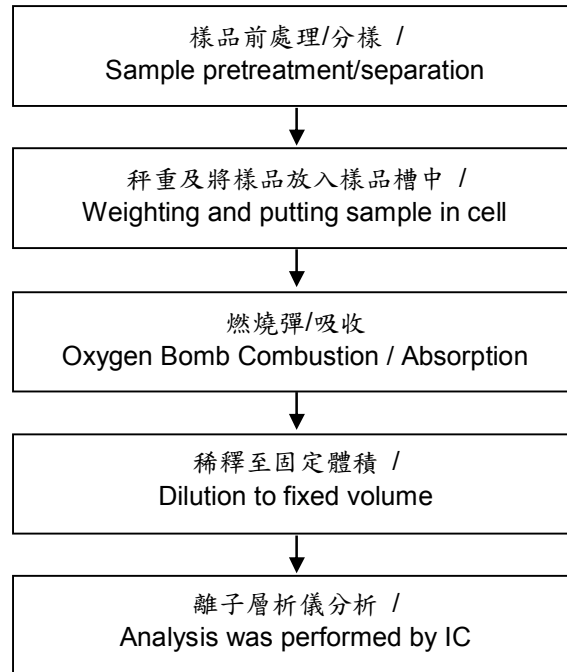 樣品前處理/分樣 /
Sample pretreatment/separation
秤重及將樣品放入樣品槽中 /
Weighting and putting sample in cell
燃燒彈/吸收
Oxygen Bomb Combustion / Absorption
稀釋至固定體積 /
Dilution to fixed volume
離子層析儀分析 /
Analysis was performed by IC